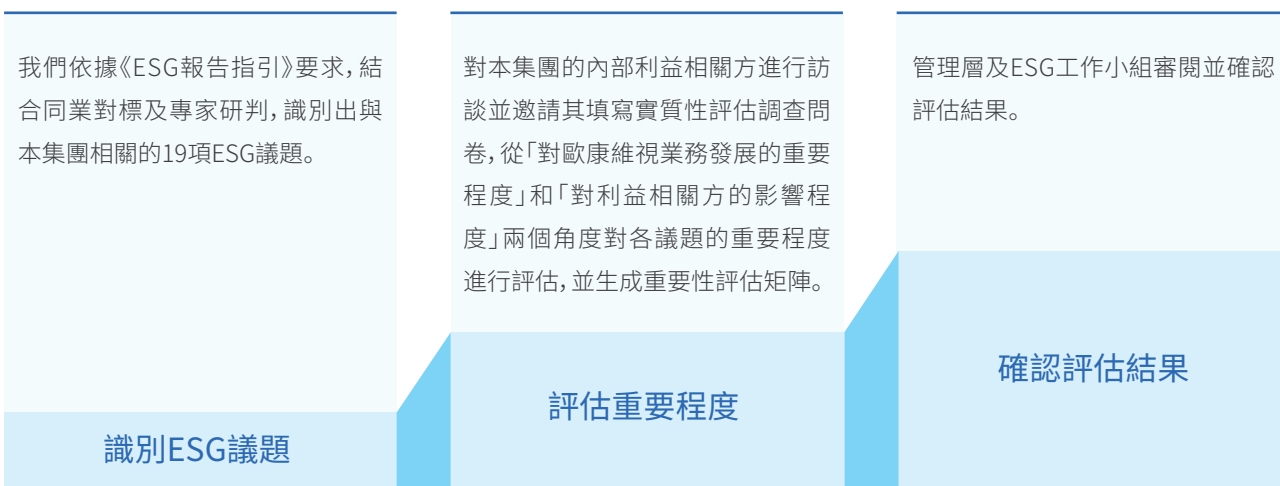 我們依據《ESG報告指引》要求，結
合同業對標及專家研判，識別出與
本集團相關的19項ESG議題。
識別ESG議題
對本集團的內部利益相關方進行訪
談並邀請其填寫實質性評估調查問
卷，從「對歐康維視業務發展的重要
程度」和「對利益相關方的影響程
度」兩個角度對各議題的重要程度
進行評估，並生成重要性評估矩陣。
評估重要程度
管理層及ESG工作小組審閱並確認
評估結果。
確認評估結果